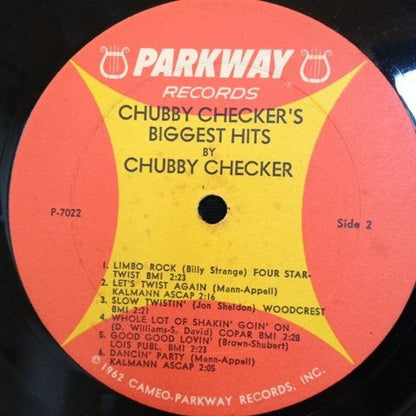 PARKWAY
RECORDS
CHUBBY CHECKER'S
BIGGEST HITS
BY
CHUBBY CHECKER
P-7022
Side 2
1. LIMBO ROCK (Billy Strange) FOUR STAR-
TWIST BMI 2:23
2. LET'S TWIST AGAIN (Mann-Appell)
KALMANN ASCAP 2:16
3. SLOW TWISTIN' (Jon Sheldon) WOODCREST
BMI 2:21
4. WHOLE LOT OF SHAKIN' GOIN' ON
(D. Williams-S. David) COPAR BMI 2:28
5. GOOD GOOD LOVIN' (Brown-Shubert)
LOIS PUBL. BMI 2:23
6. DANCIN' PARTY (Mann-Appell)
KALMANN ASCAP 2:05
© 1962 CAMEO-PARKWAY RECORDS, INC.